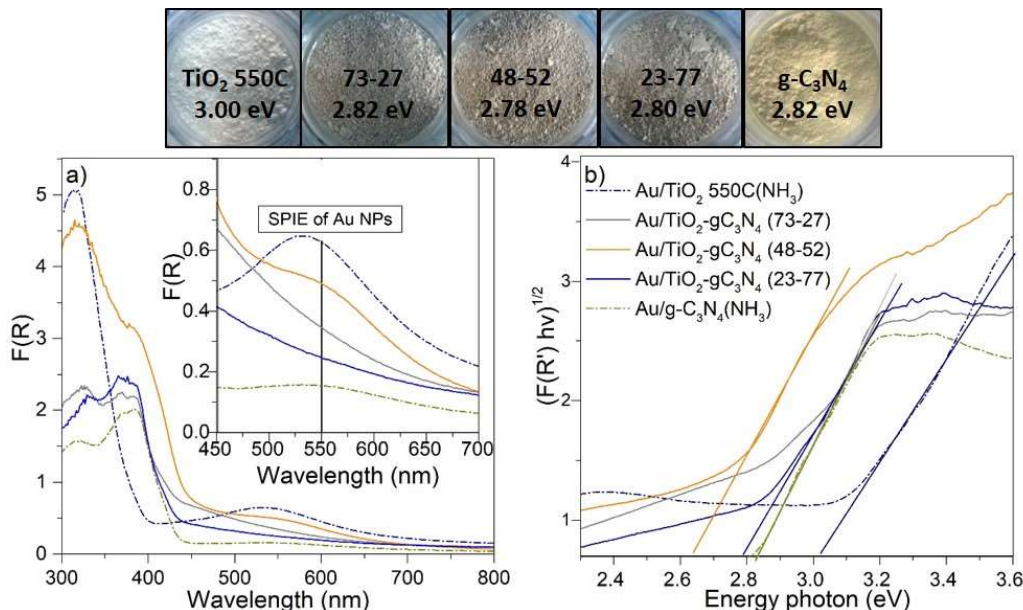 TiO₂ 550C
3.00 eV
73-27
2.82 eV
48-52
2.78 eV
23-77
2.80 eV
g-C₃N₄
2.82 eV
a)
F(R)
5
4
3
2
1
0
300 400 500 600 700 800
Wavelength (nm)
SPIE of Au NPs
F(R)
0.8
0.6
0.4
0.2
0.0
450 500 550 600 650 700
Wavelength (nm)
b)
(F(R') hν)^1/2
4
3
2
1
Au/TiO₂ 550C(NH₃)
Au/TiO₂-gC₃N₄ (73-27)
Au/TiO₂-gC₃N₄ (48-52)
Au/TiO₂-gC₃N₄ (23-77)
Au/g-C₃N₄(NH₃)
2.4 2.6 2.8 3.0 3.2 3.4 3.6
Energy photon (eV)